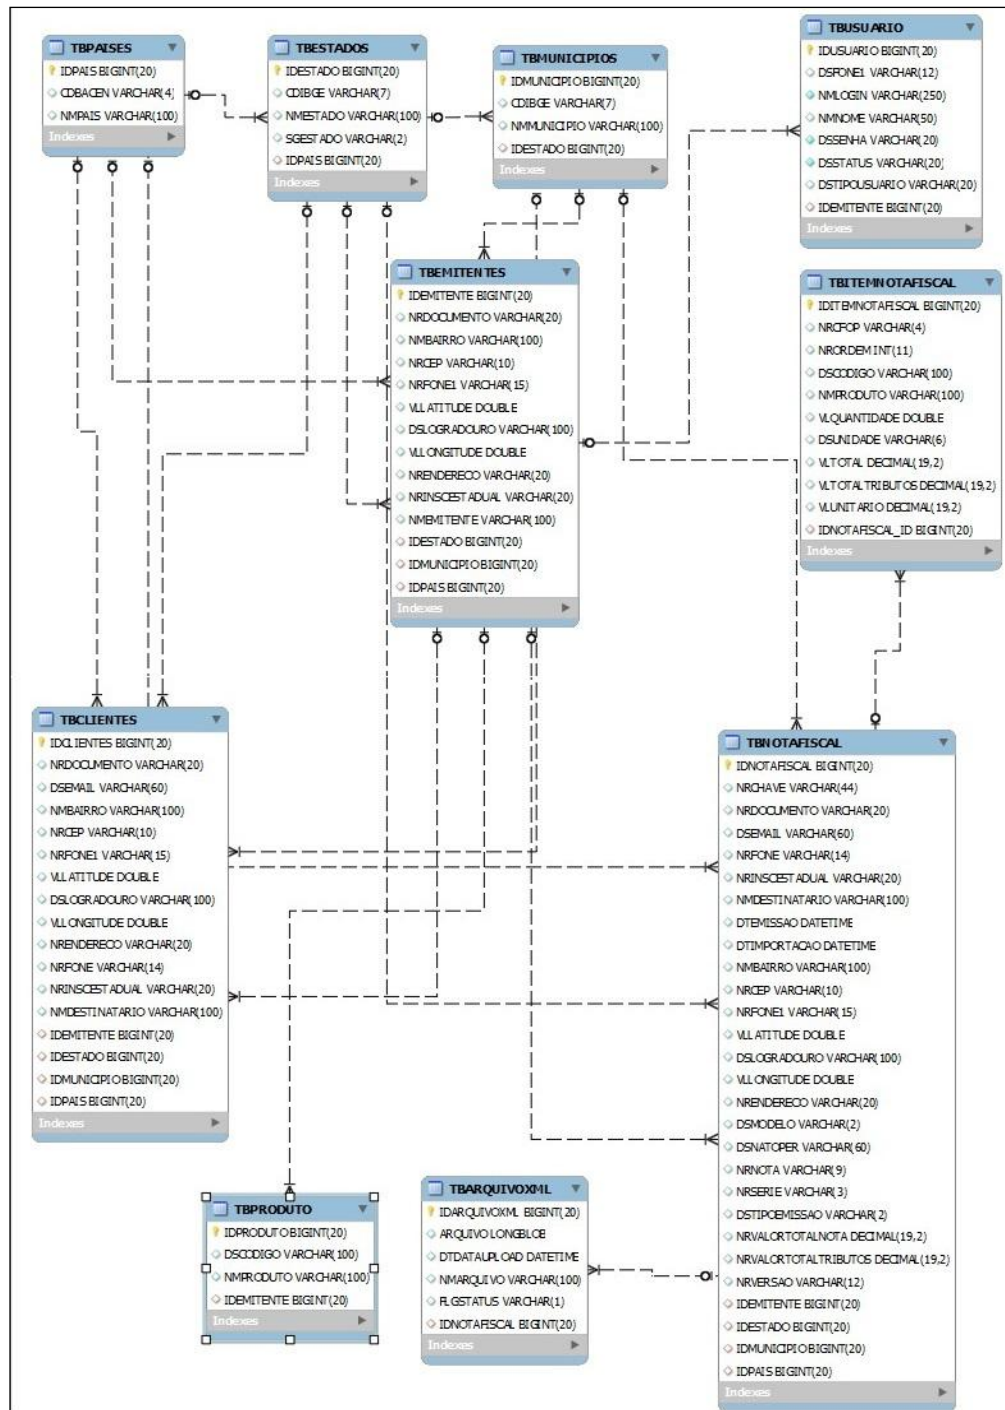 TBPAISES
IDPAIS BIGINT(20)
CDBACEN VARCHAR(4)
NMPAIS VARCHAR(100)
Indexes
TBESTADOS
IDESTADO BIGINT(20)
CDIBGE VARCHAR(7)
NMESTADO VARCHAR(100)
SGESTADO VARCHAR(2)
IDPAIS BIGINT(20)
Indexes
TBMUNICIPIOS
IDMUNICIPIO BIGINT(20)
CDIBGE VARCHAR(7)
NMMUNICIPIO VARCHAR(100)
IDESTADO BIGINT(20)
Indexes
TBUSUARIO
IDUSUARIO BIGINT(20)
DSFONE1 VARCHAR(12)
NMLOGIN VARCHAR(250)
NMNOME VARCHAR(50)
DSSENHA VARCHAR(20)
DSSTATUS VARCHAR(20)
DSTIPOUSUARIO VARCHAR(20)
IDEMITENTE BIGINT(20)
Indexes
TBEMITENTES
IDEMITENTE BIGINT(20)
NRDOCUMENTO VARCHAR(20)
NMBAIRRO VARCHAR(100)
NRCEP VARCHAR(10)
NRFONE1 VARCHAR(15)
VLLATITUDE DOUBLE
DSLOGRADOURO VARCHAR(100)
VLLONGITUDE DOUBLE
NRENDERECO VARCHAR(20)
NRINSCESTADUAL VARCHAR(20)
NMEMITENTE VARCHAR(100)
IDESTADO BIGINT(20)
IDMUNICIPIO BIGINT(20)
IDPAIS BIGINT(20)
Indexes
TBITEMNOTAFISCAL
IDITEMNOTAFISCAL BIGINT(20)
NRCFOP VARCHAR(4)
NRORDEM INT(11)
DSCODIGO VARCHAR(100)
NMPRODUTO VARCHAR(100)
VLQUANTIDADE DOUBLE
DSUNIDADE VARCHAR(6)
VLTOTAL DECIMAL(19,2)
VLTOTALTRIBUTOS DECIMAL(19,2)
VLUNITARIO DECIMAL(19,2)
IDNOTAFISCAL_ID BIGINT(20)
Indexes
TBCLIENTES
IDCLIENTES BIGINT(20)
NRDOCUMENTO VARCHAR(20)
DSEMAIL VARCHAR(60)
NMBAIRRO VARCHAR(100)
NRCEP VARCHAR(10)
NRFONE1 VARCHAR(15)
VLLATITUDE DOUBLE
DSLOGRADOURO VARCHAR(100)
VLLONGITUDE DOUBLE
NRENDERECO VARCHAR(20)
NRFONE VARCHAR(14)
NRINSCESTADUAL VARCHAR(20)
NMDESTINATARIO VARCHAR(100)
IDEMITENTE BIGINT(20)
IDESTADO BIGINT(20)
IDMUNICIPIO BIGINT(20)
IDPAIS BIGINT(20)
Indexes
TBNOTAFISCAL
IDNOTAFISCAL BIGINT(20)
NRCHAVE VARCHAR(44)
NRDOCUMENTO VARCHAR(20)
DSEMAIL VARCHAR(60)
NRFONE VARCHAR(14)
NRINSCESTADUAL VARCHAR(20)
NMDESTINATARIO VARCHAR(100)
DTEMISSAO DATETIME
DTIMPORTACAO DATETIME
NMBAIRRO VARCHAR(100)
NRCEP VARCHAR(10)
NRFONE1 VARCHAR(15)
VLLATITUDE DOUBLE
DSLOGRADOURO VARCHAR(100)
VLLONGITUDE DOUBLE
NRENDERECO VARCHAR(20)
DSMODELO VARCHAR(2)
DSNATOPER VARCHAR(60)
NRNOTA VARCHAR(9)
NRSERIE VARCHAR(3)
DSTIPOEMISSAO VARCHAR(2)
NRVALORTOTALNOTA DECIMAL(19,2)
NRVALORTOTALTRIBUTOS DECIMAL(19,2)
NRVERSAO VARCHAR(12)
IDEMITENTE BIGINT(20)
IDESTADO BIGINT(20)
IDMUNICIPIO BIGINT(20)
IDPAIS BIGINT(20)
Indexes
TBPRODUTO
IDPRODUTO BIGINT(20)
DSCODIGO VARCHAR(100)
NMPRODUTO VARCHAR(100)
IDEMITENTE BIGINT(20)
Indexes
TBARQUIVOXML
IDARQUIVOXML BIGINT(20)
ARQUIVO LONGBLOB
DTDATAUPLOAD DATETIME
NMARQUIVO VARCHAR(100)
FLGSTATUS VARCHAR(1)
IDNOTAFISCAL BIGINT(20)
Indexes